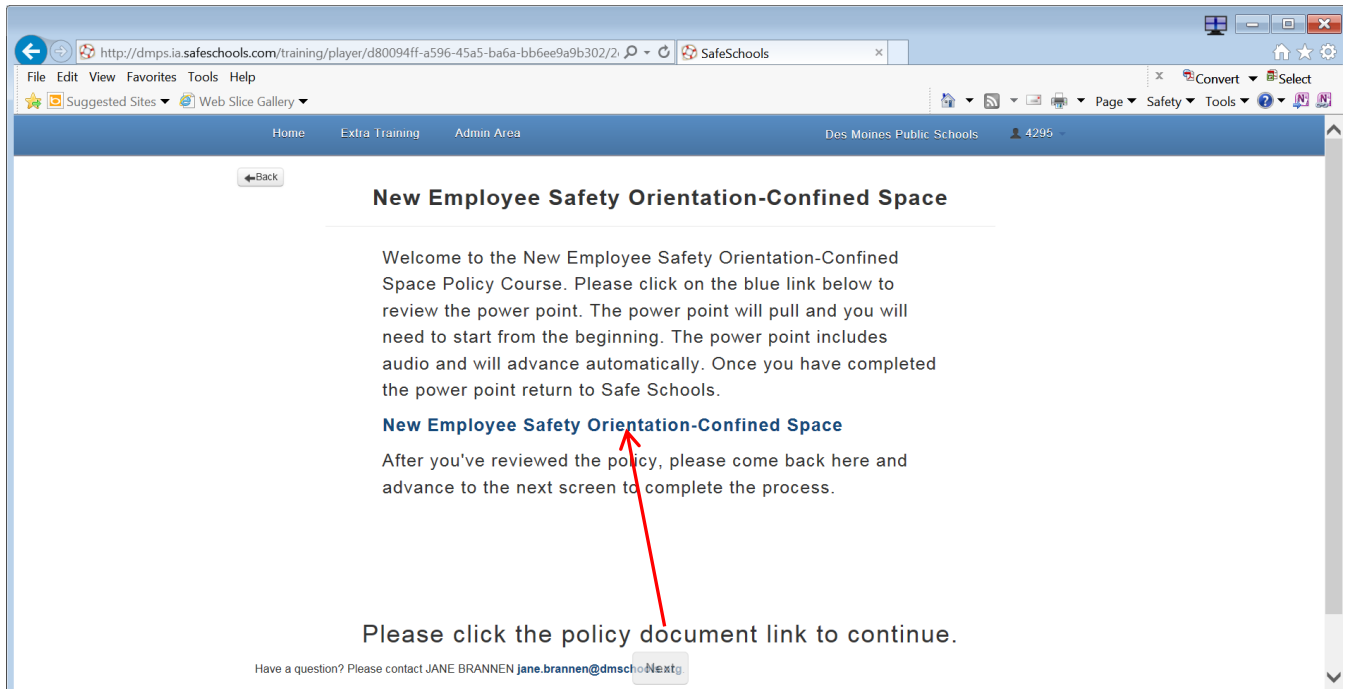 http://dmps.ia.safeschools.com/training/player/d80094ff-a596-45a5-ba6a-bb6ee9a9b302/2 SafeSchools
File Edit View Favorites Tools Help
Convert Select
Suggested Sites Web Slice Gallery
Page Safety Tools
Home Extra Training Admin Area Des Moines Public Schools 4295
Back
New Employee Safety Orientation-Confined Space
Welcome to the New Employee Safety Orientation-Confined
Space Policy Course. Please click on the blue link below to
review the power point. The power point will pull and you will
need to start from the beginning. The power point includes
audio and will advance automatically. Once you have completed
the power point return to Safe Schools.
New Employee Safety Orientation-Confined Space
After you've reviewed the policy, please come back here and
advance to the next screen to complete the process.
Please click the policy document link to continue.
Have a question? Please contact JANE BRANNEN jane.brannen@dmsch
Next